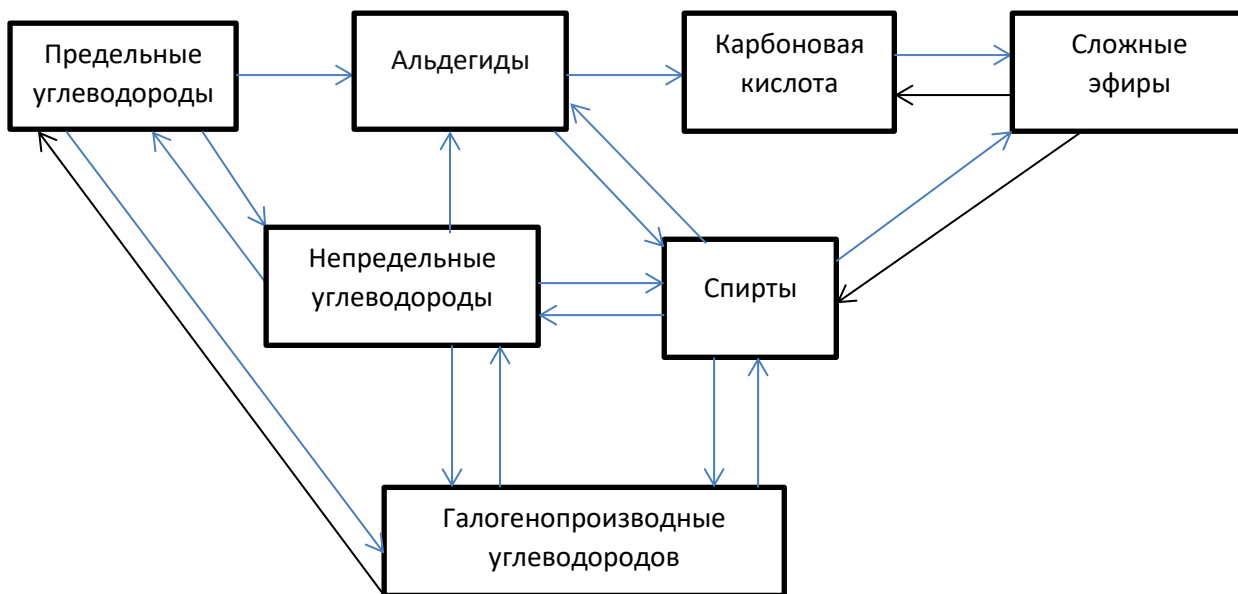 Предельные
углеводороды
Альдегиды
Карбоновая
кислота
Сложные
эфиры
Непредельные
углеводороды
Спирты
Галогенопроизводные
углеводородов